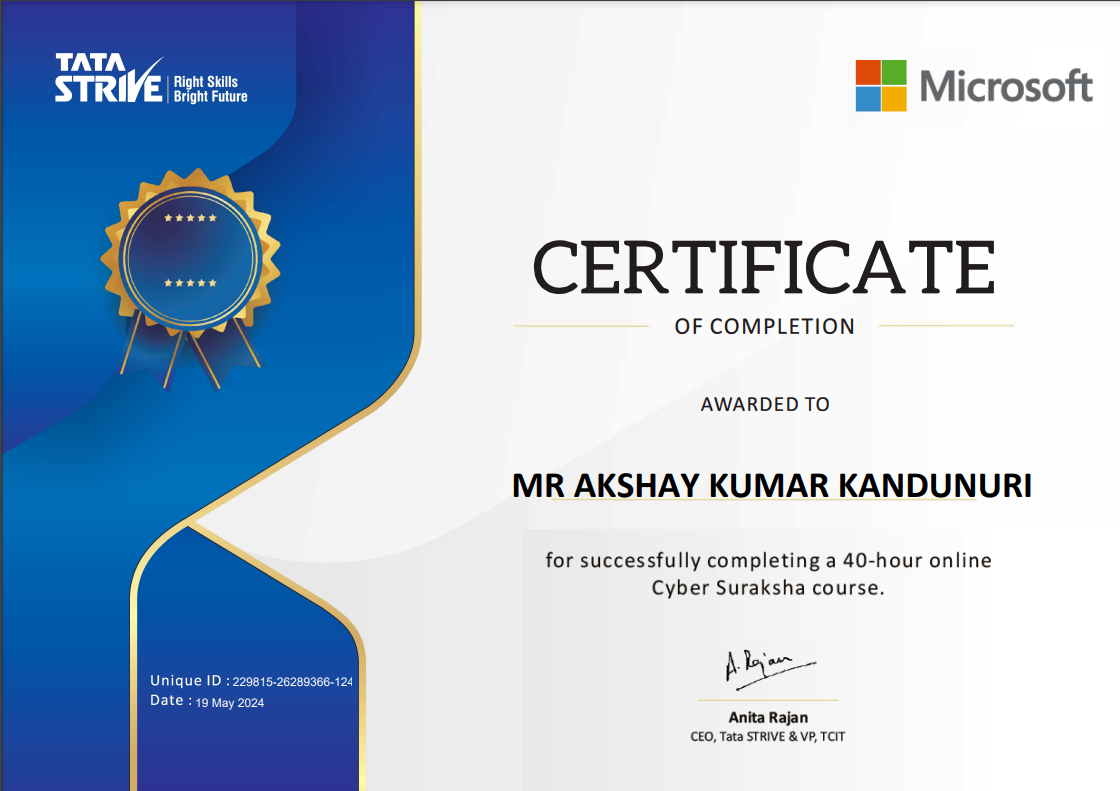 TATA
STRIVE
Right Skills
Bright Future
Microsoft
CERTIFICATE
OF COMPLETION
AWARDED TO
MR AKSHAY KUMAR KANDUNURI
for successfully completing a 40-hour online
Cyber Suraksha course.
A. Rajan
Anita Rajan
CEO, Tata STRIVE & VP, TCIT
Unique ID : 229815-26289366-124
Date : 19 May 2024